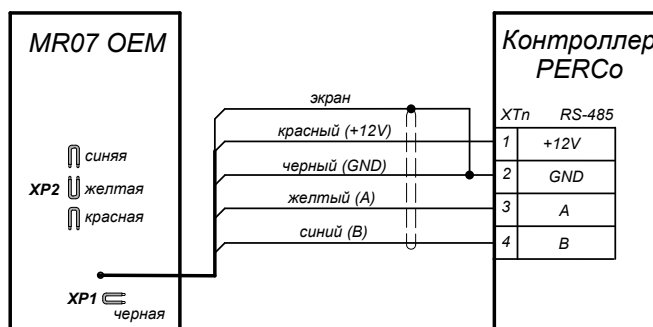 MR07 OEM
Контроллер
PERCo
экран
красный (+12V)
черный (GND)
желтый (A)
синий (B)
XTn RS-485
1 +12V
2 GND
3 A
4 B
синяя
XP2 желтая
красная
XP1
черная